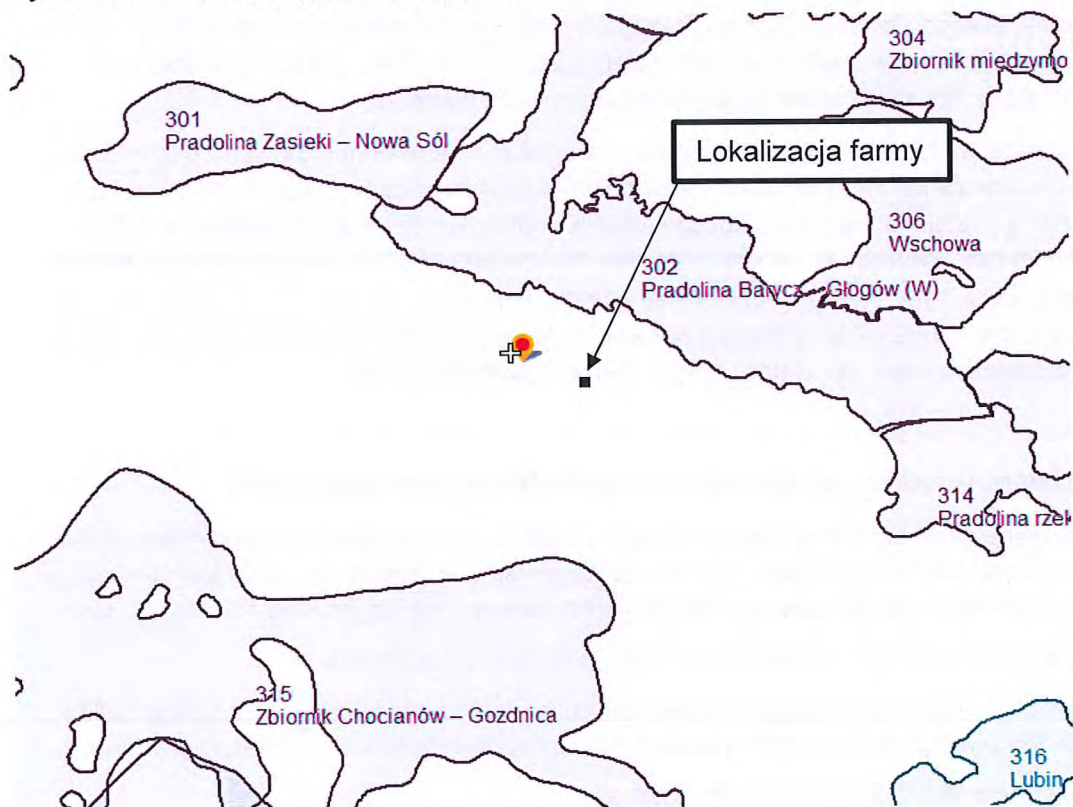 304
Zbiornik międzymo
301
Pradolina Zasieki – Nowa Sól
Lokalizacja farmy
306
Wschowa
302
Pradolina Barycz – Głogów (W)
314
Pradolina rzek
315
Zbiornik Chocianów – Gozdnica
316
Lubin